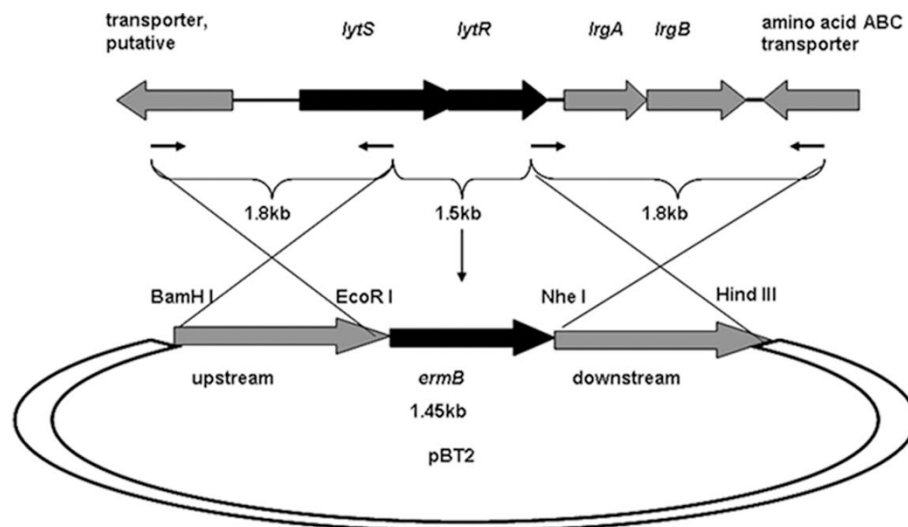 transporter,
putative
lytS
lytR
lrgA
lrgB
amino acid ABC
transporter
1.8kb
1.5kb
1.8kb
BamH I
EcoR I
Nhe I
Hind III
upstream
ermB
downstream
1.45kb
pBT2